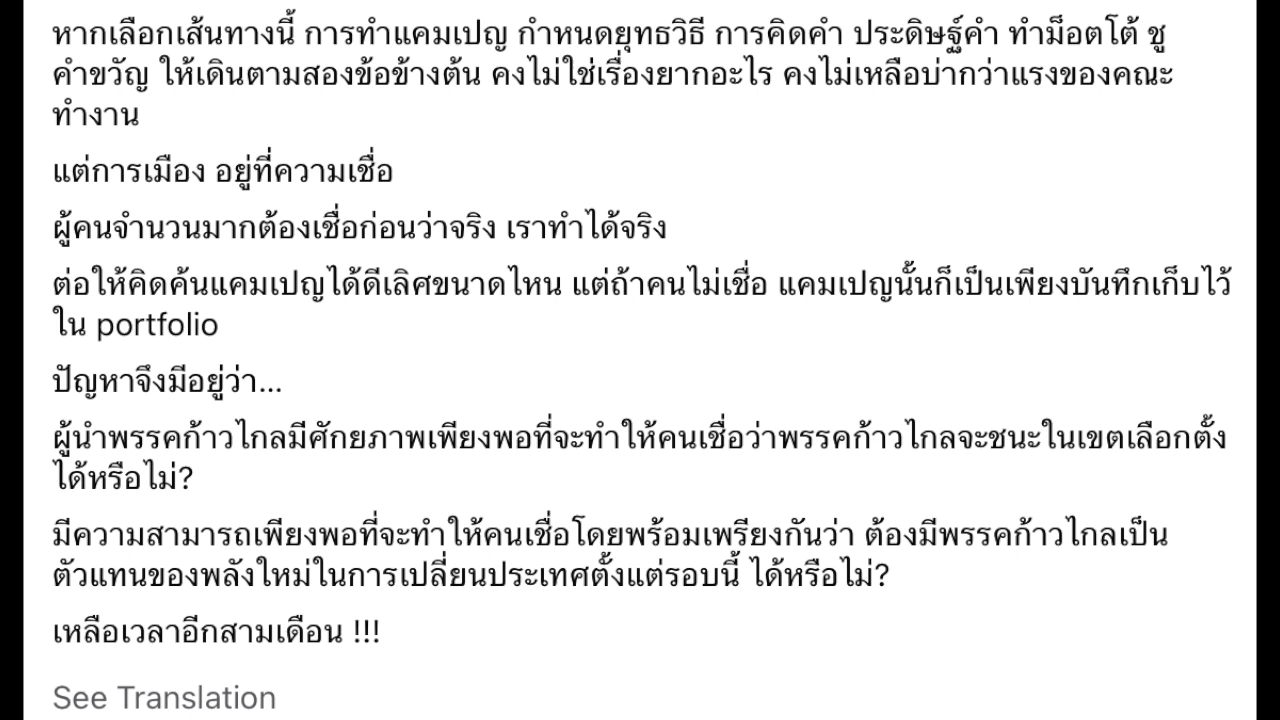 หากเลือกเส้นทางนี้ การทำแคมเปญ กำหนดยุทธวิธี การคิดคำ ประดิษฐ์คำ ทำม็อตโต้ ชู
คำขวัญ ให้เดินตามสองข้อข้างต้น คงไม่ใช่เรื่องยากอะไร คงไม่เหลือบ่ากว่าแรงของคณะ
ทำงาน
แต่การเมือง อยู่ที่ความเชื่อ
ผู้คนจำนวนมากต้องเชื่อก่อนว่าจริง เราทำได้จริง
ต่อให้คิดค้นแคมเปญได้ดีเลิศขนาดไหน แต่ถ้าคนไม่เชื่อ แคมเปญนั้นก็เป็นเพียงบันทึกเก็บไว้
ใน portfolio
ปัญหาจึงมีอยู่ว่า...
ผู้นำพรรคก้าวไกลมีศักยภาพเพียงพอที่จะทำให้คนเชื่อว่าพรรคก้าวไกลจะชนะในเขตเลือกตั้ง
ได้หรือไม่?
มีความสามารถเพียงพอที่จะทำให้คนเชื่อโดยพร้อมเพรียงกันว่า ต้องมีพรรคก้าวไกลเป็น
ตัวแทนของพลังใหม่ในการเปลี่ยนประเทศตั้งแต่รอบนี้ ได้หรือไม่?
เหลือเวลาอีกสามเดือน !!!
See Translation